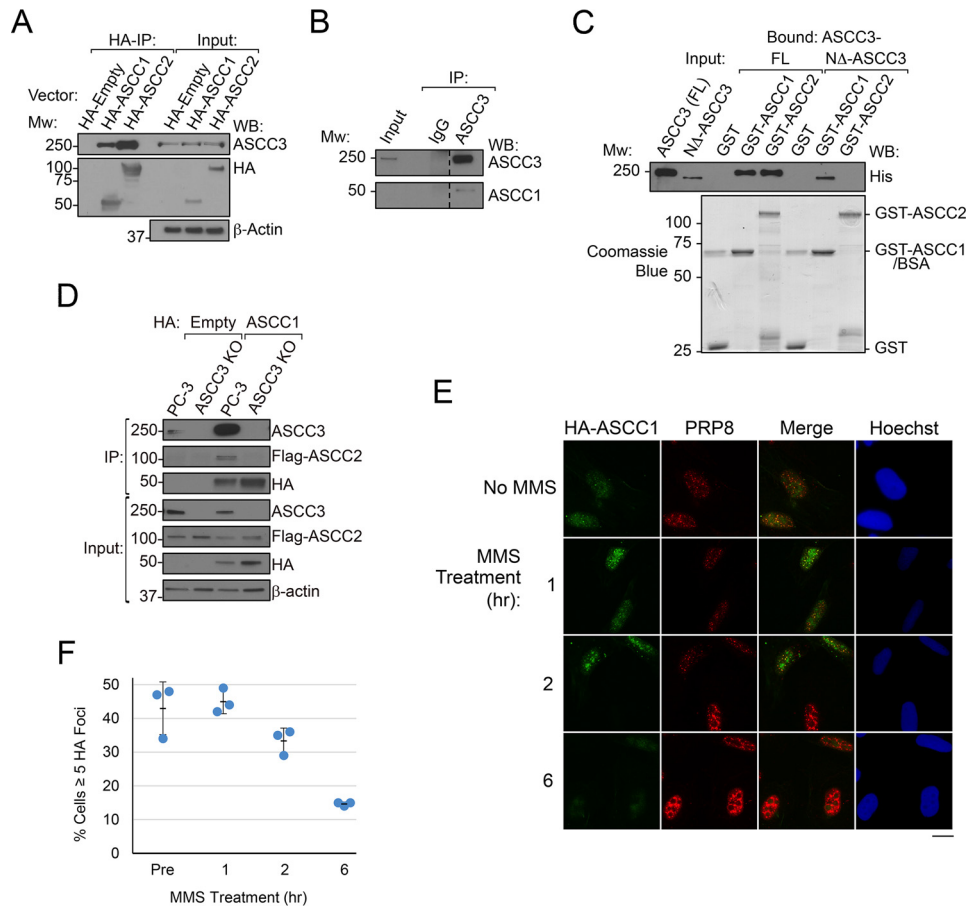 A
HA-IP: Input:
Vector: HA-Empty HA-ASCC1 HA-ASCC2 HA-Empty HA-ASCC1 HA-ASCC2
Mw: WB:
250 ASCC3
100 HA
75
50
37 β-Actin
B
IP:
Input IgG ASCC3
Mw: WB:
250 ASCC3
50 ASCC1
C
Bound: ASCC3-
Input: FL NΔ-ASCC3
ASCC3 (FL) NΔ-ASCC3 GST GST-ASCC1 GST-ASCC2 GST GST-ASCC1 GST-ASCC2
Mw: WB:
250 His
100 GST-ASCC2
75 GST-ASCC1
/BSA
Coomassie
Blue
50
25 GST
D
HA: Empty ASCC1
PC-3 ASCC3 KO PC-3 ASCC3 KO
IP:
250 ASCC3
100 Flag-ASCC2
50 HA
Input:
250 ASCC3
100 Flag-ASCC2
50 HA
37 β-actin
E
HA-ASCC1 PRP8 Merge Hoechst
No MMS
MMS
Treatment
(hr):
1
2
6
F
% Cells ≥ 5 HA Foci
50
40
30
20
10
0
Pre 1 2 6
MMS Treatment (hr)